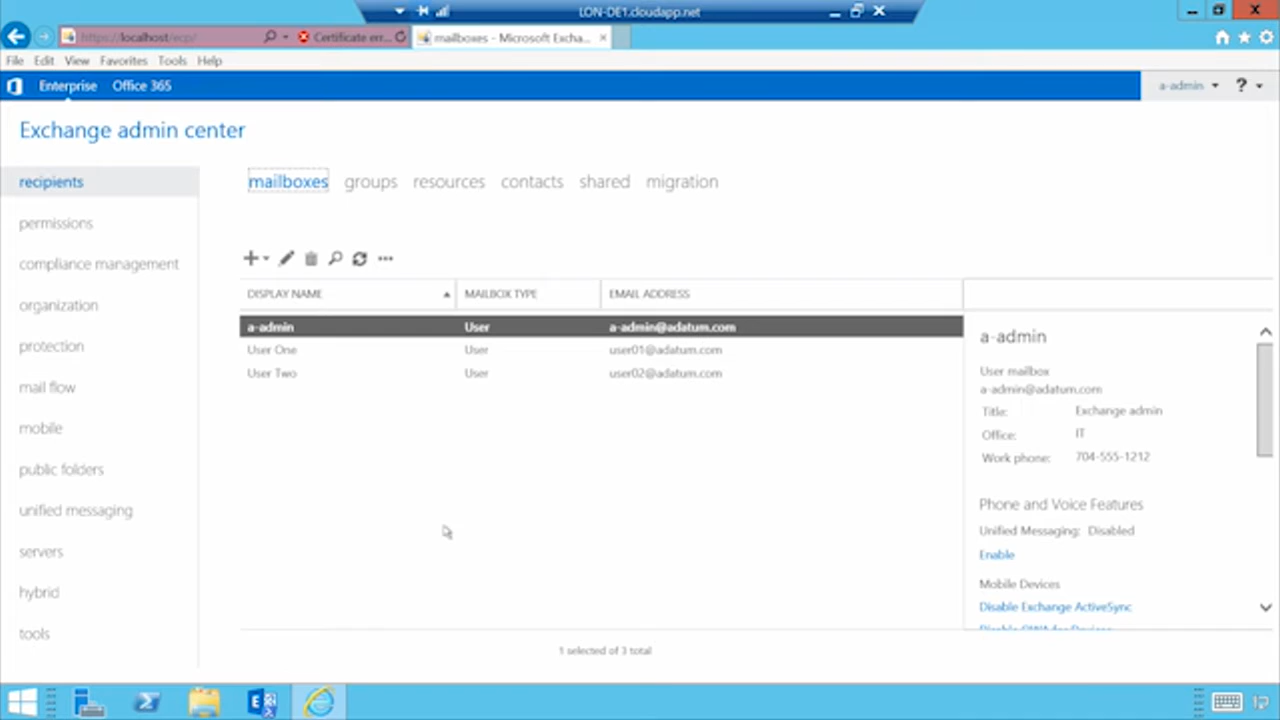 LON-DE1.cloudapp.net
https://localhost/ecp/
Certificate err...
mailboxes - Microsoft Excha...
File Edit View Favorites Tools Help
Enterprise Office 365
a-admin
?
Exchange admin center
recipients
permissions
compliance management
organization
protection
mail flow
mobile
public folders
unified messaging
servers
hybrid
tools
mailboxes groups resources contacts shared migration
DISPLAY NAME MAILBOX TYPE EMAIL ADDRESS
a-admin User a-admin@adatum.com
User One User user01@adatum.com
User Two User user02@adatum.com
1 selected of 3 total
a-admin
User mailbox
a-admin@adatum.com
Title: Exchange admin
Office: IT
Work phone: 704-555-1212
Phone and Voice Features
Unified Messaging: Disabled
Enable
Mobile Devices
Disable Exchange ActiveSync